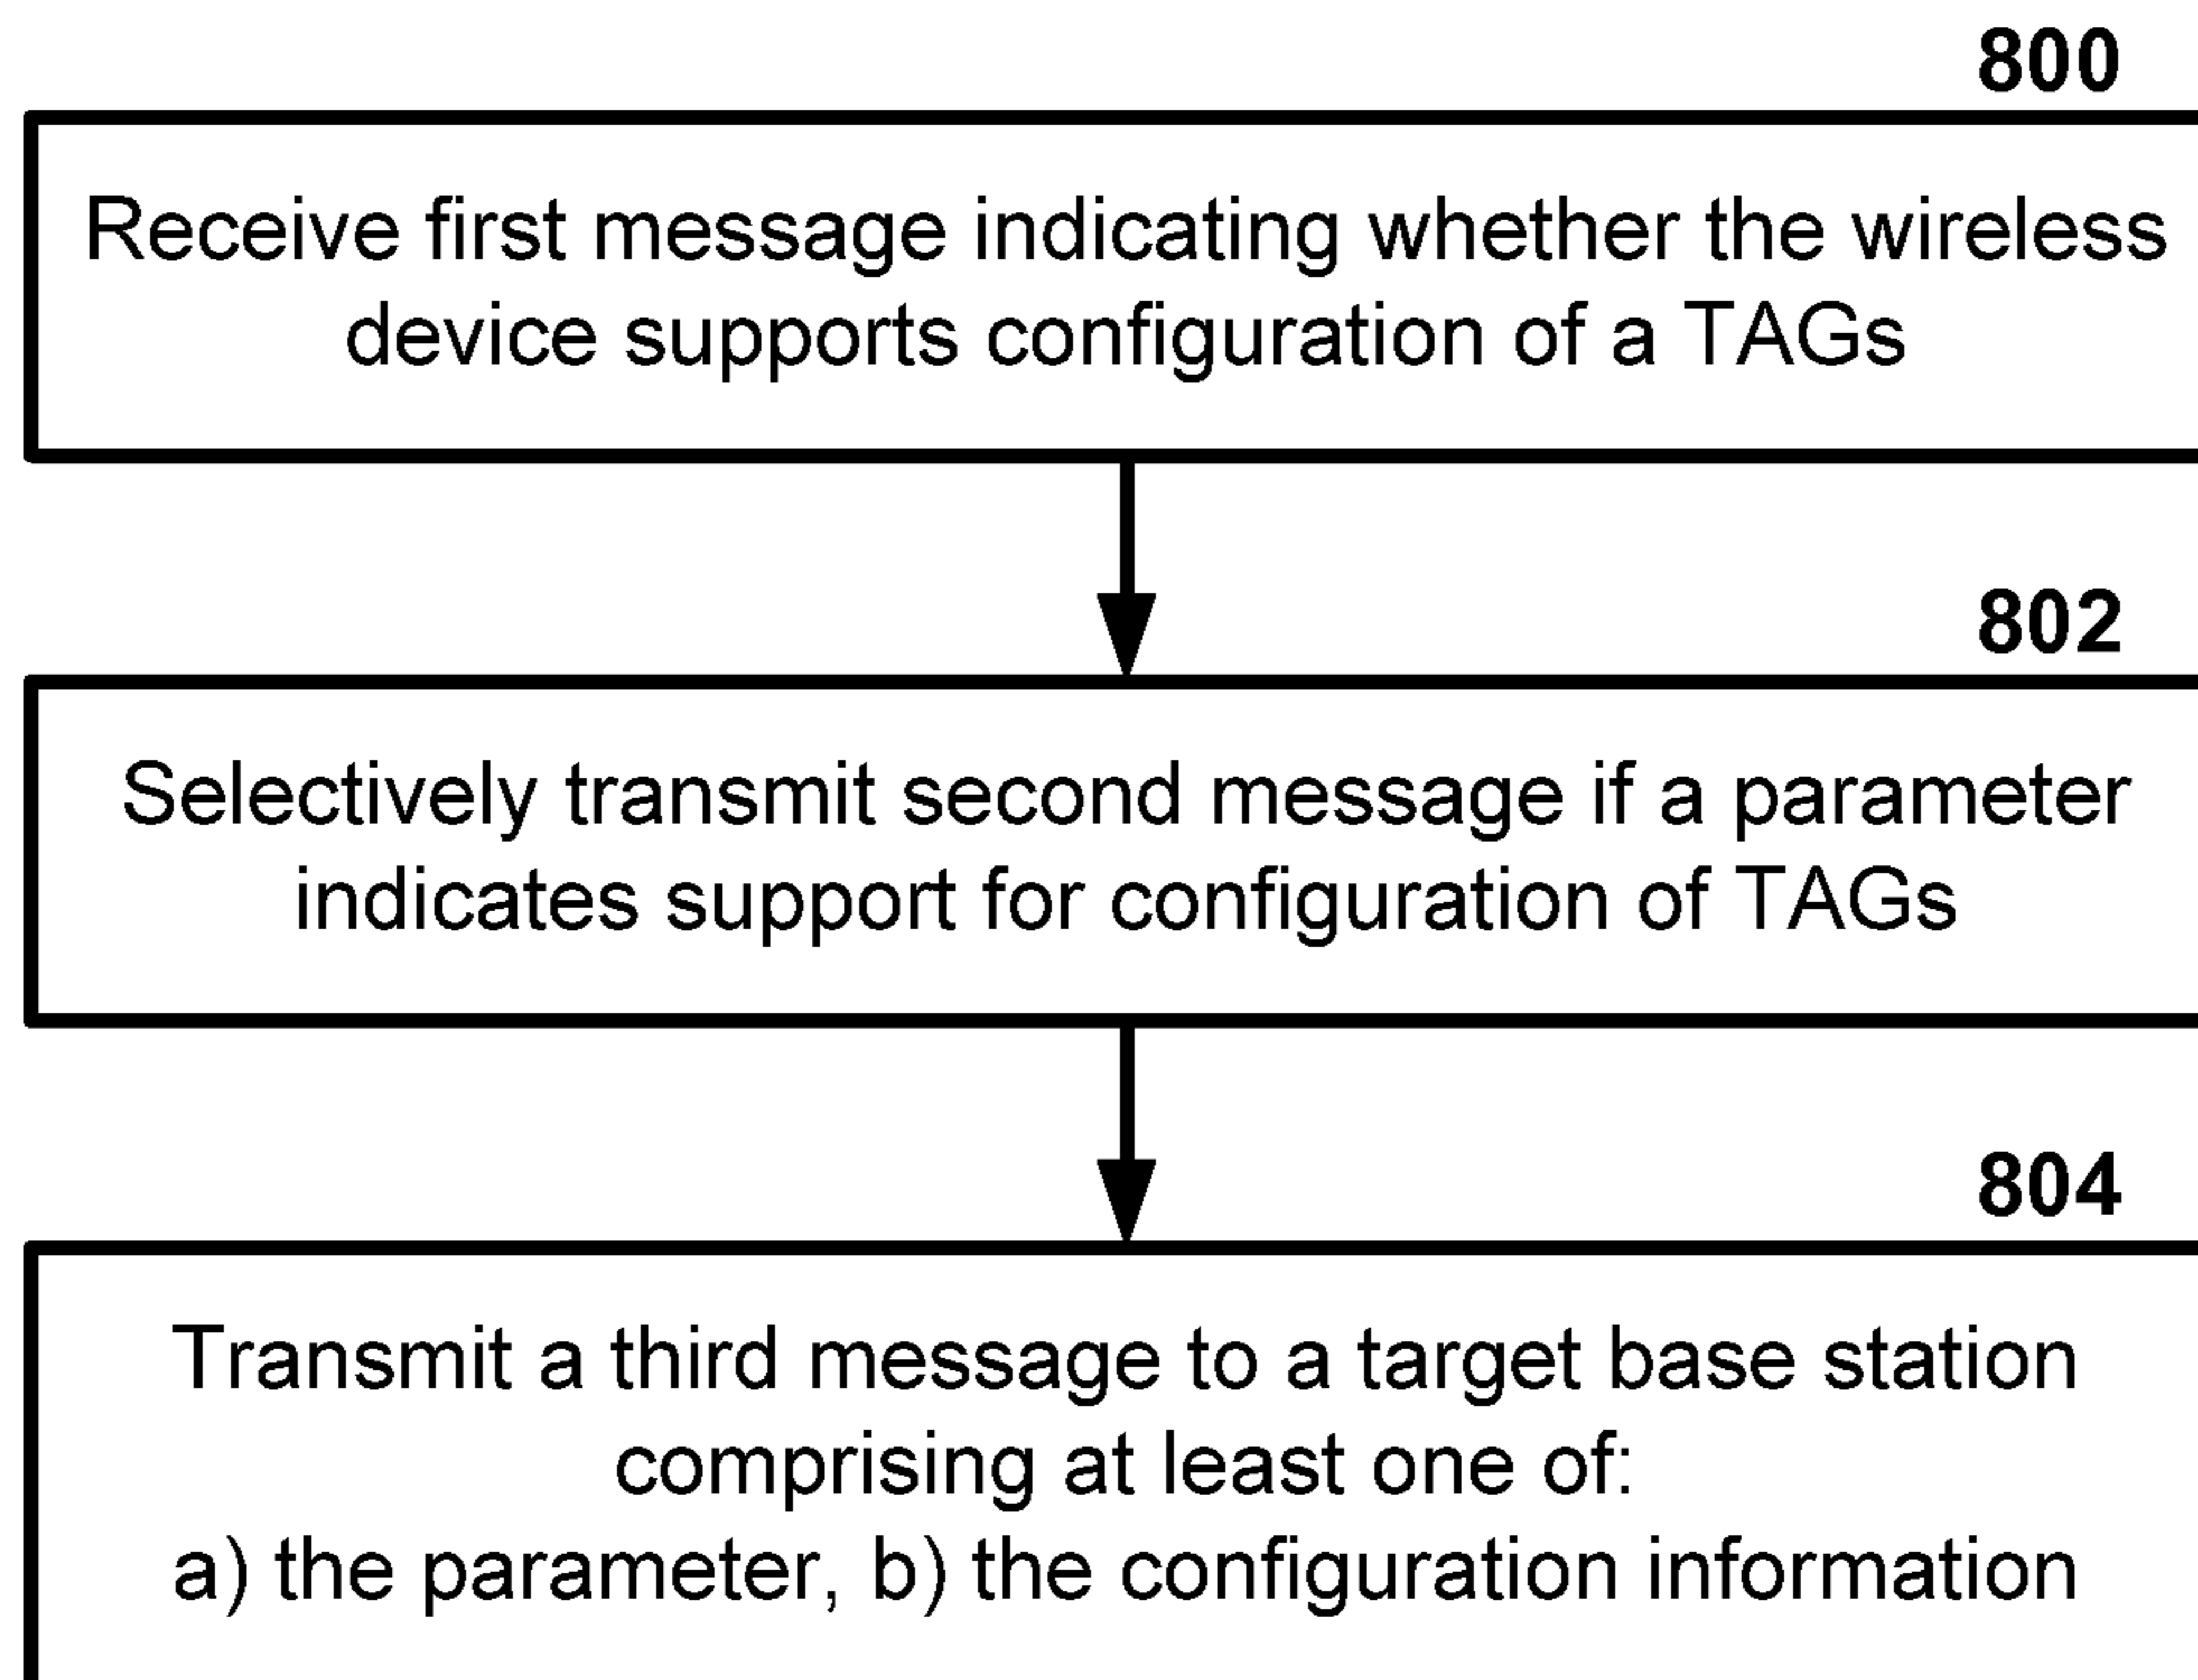 800
Receive first message indicating whether the wireless
device supports configuration of a TAGs
802
Selectively transmit second message if a parameter
indicates support for configuration of TAGs
804
Transmit a third message to a target base station
comprising at least one of:
a) the parameter, b) the configuration information